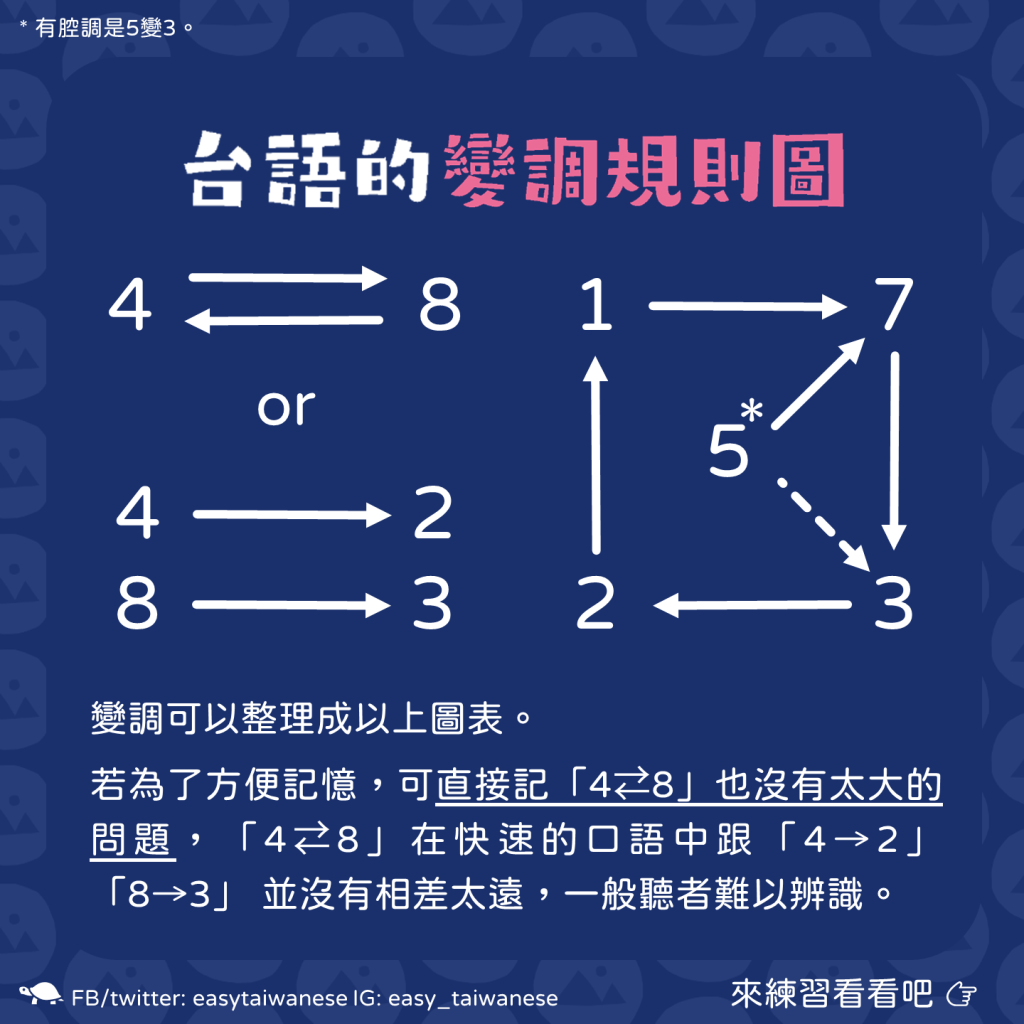 * 有腔調是5變3。
台語的變調規則圖
4 ⇄ 8
or
4 → 2
8 → 3
1 → 7
5*
2 ← 3
變調可以整理成以上圖表。
若為了方便記憶，可直接記「4⇄8」也沒有太大的
問題，「4⇄8」在快速的口語中跟「4→2」
「8→3」 並沒有相差太遠，一般聽者難以辨識。
FB/twitter: easytaiwanese IG: easy_taiwanese
來練習看看吧